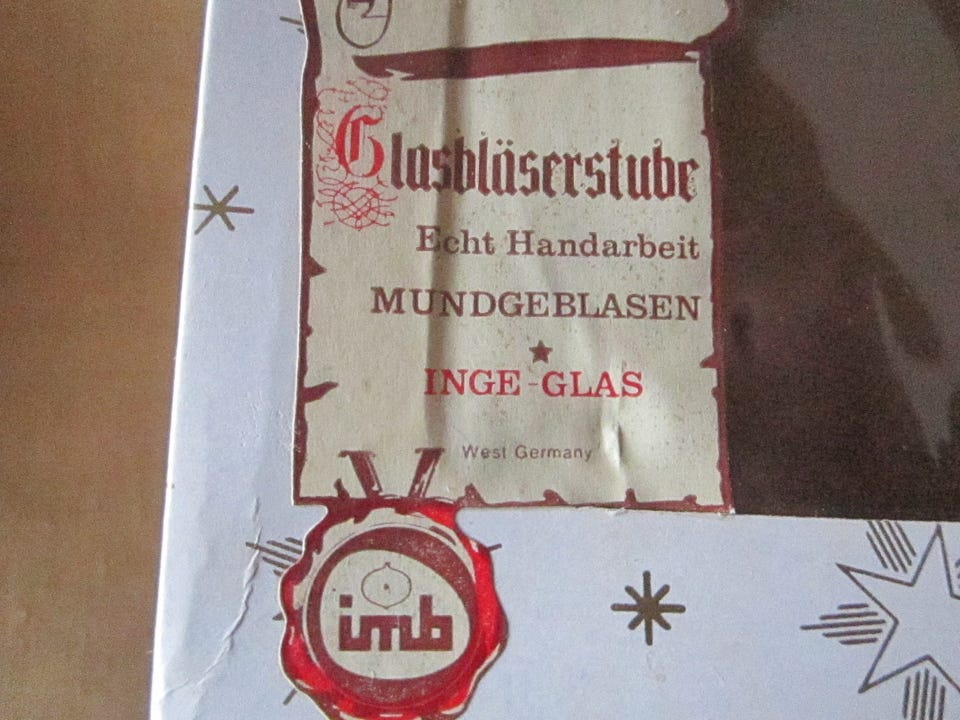 Glasbläserstube
Echt Handarbeit
MUNDGEBLASEN
INGE-GLAS
West Germany
imb